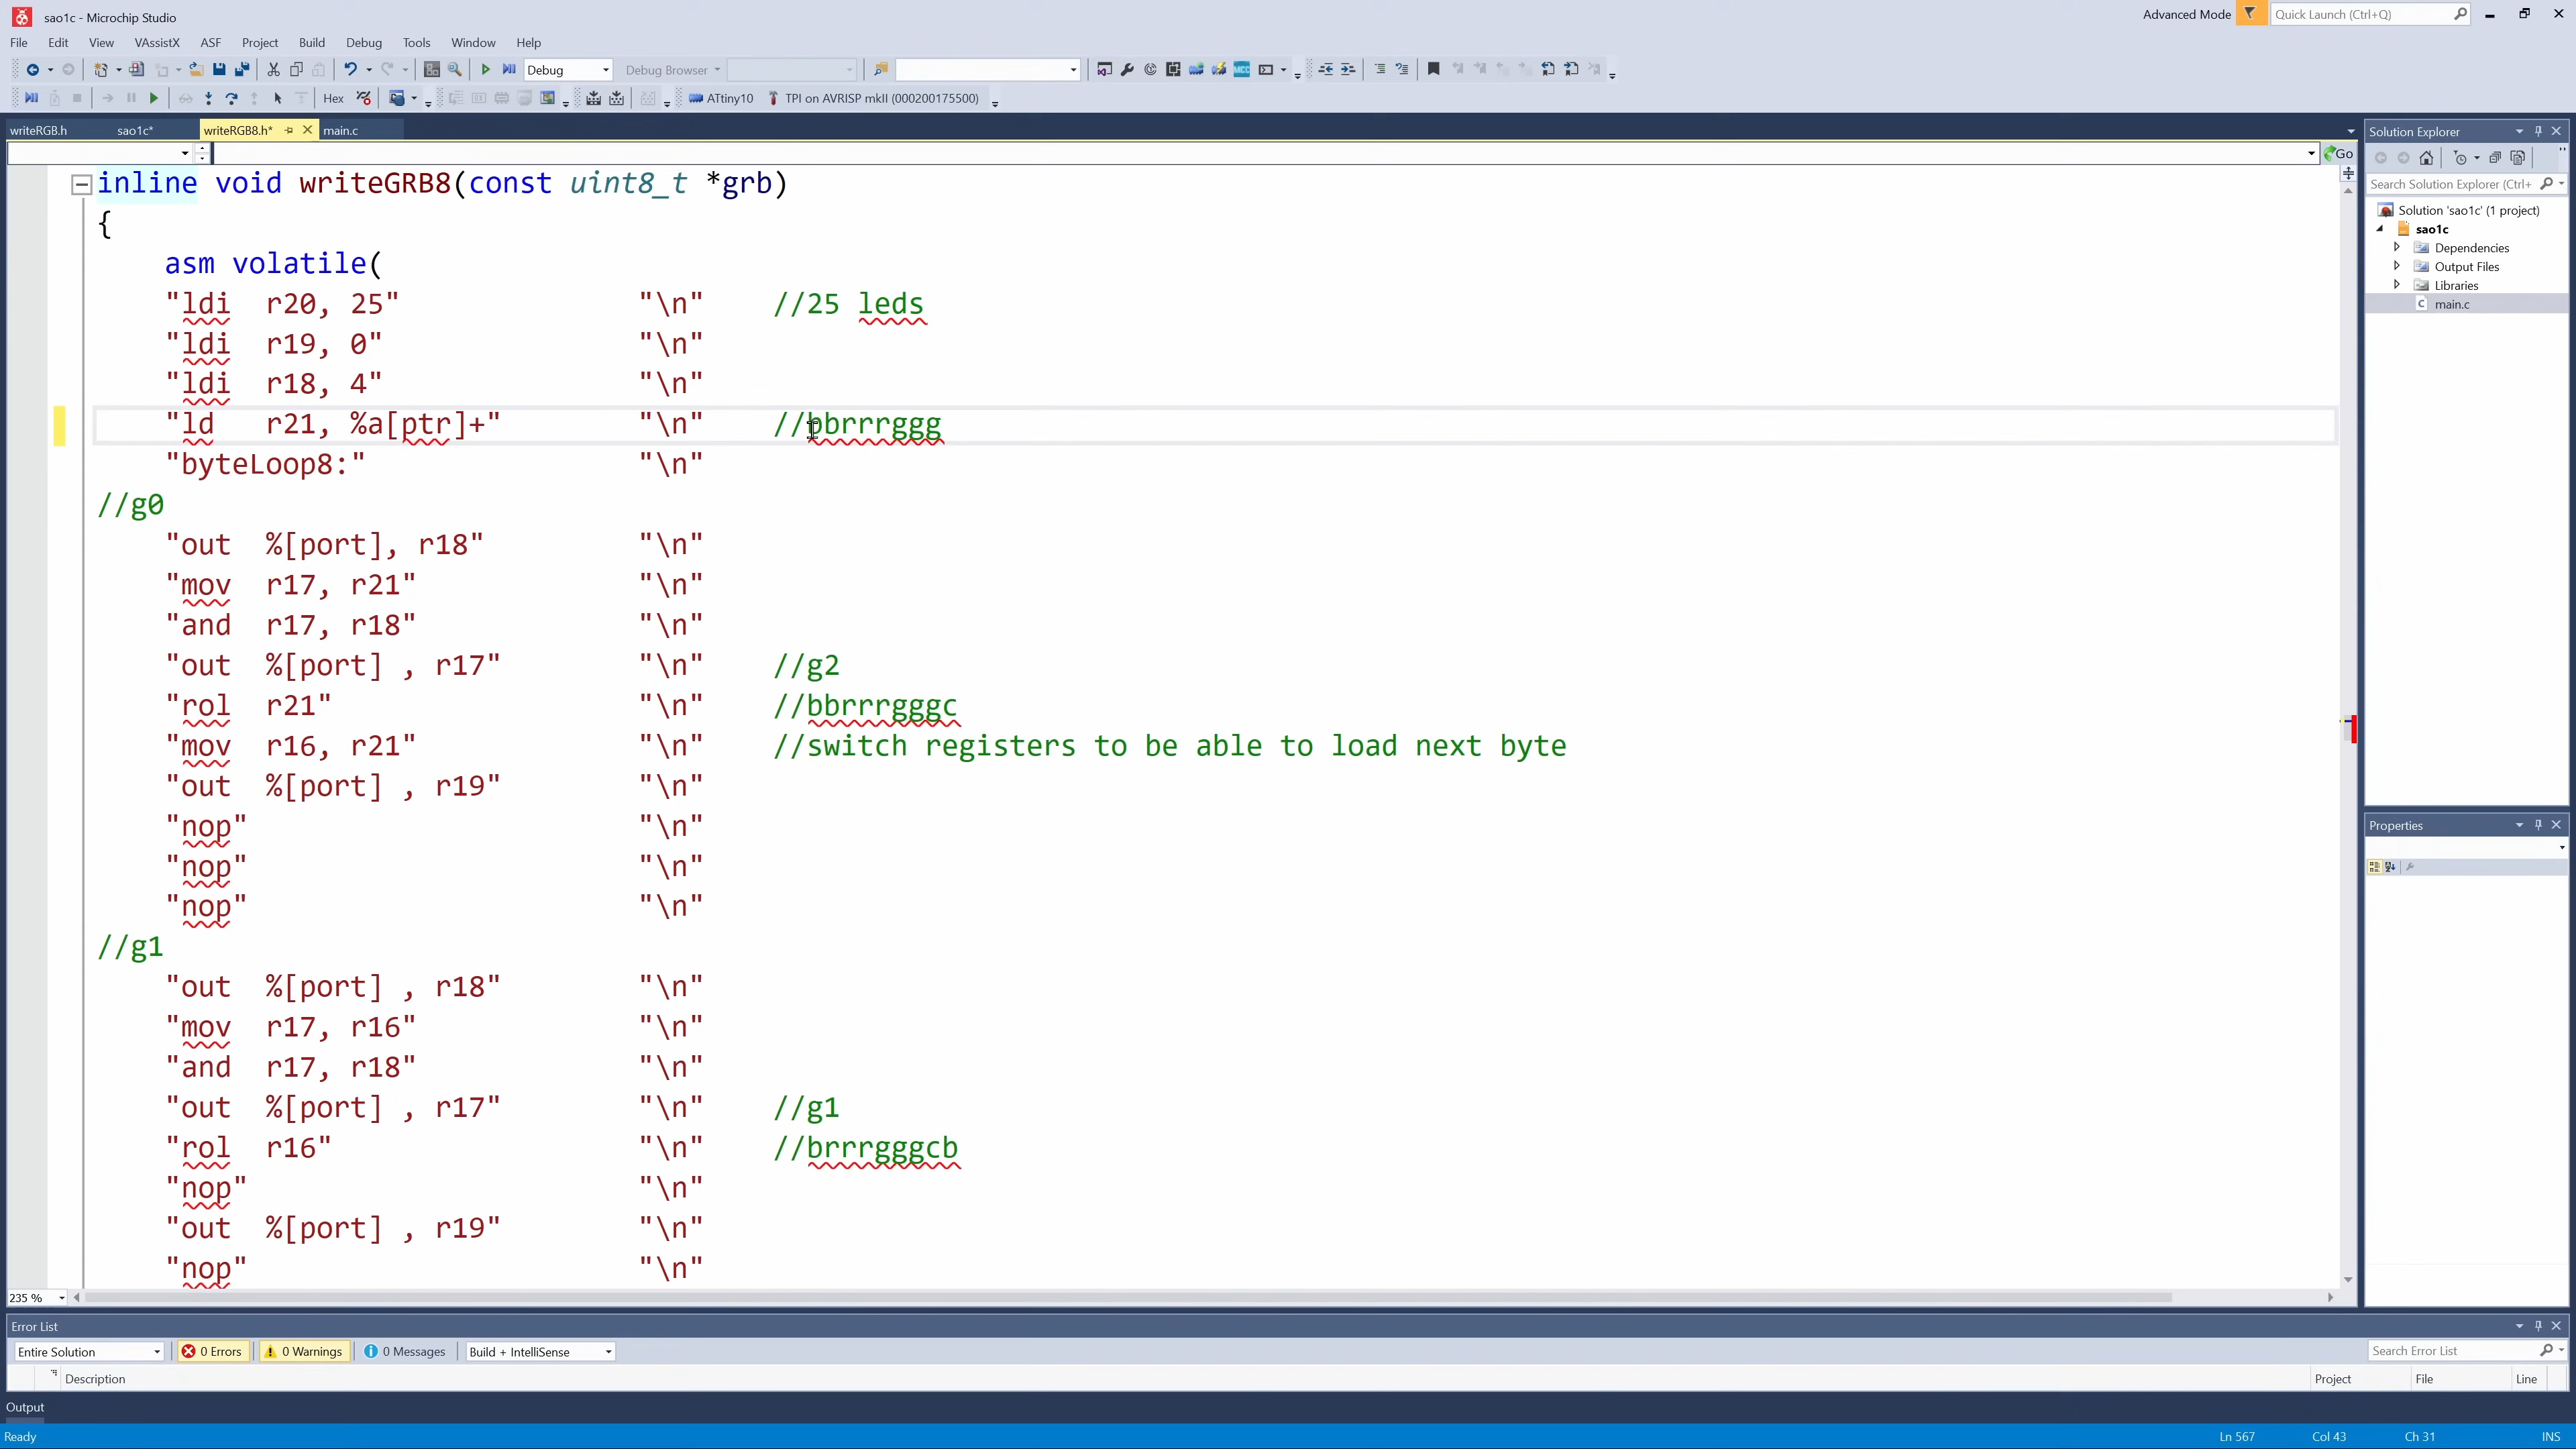 sao1c - Microchip Studio
Advanced Mode
Quick Launch (Ctrl+Q)
File Edit View VAssistX ASF Project Build Debug Tools Window Help
Debug Debug Browser
Hex ATtiny10 TPI on AVRISP mkII (000200175500)
writeRGB.h sao1c* writeRGB8.h* main.c
Go
inline void writeGRB8(const uint8_t *grb)
{
asm volatile(
"ldi r20, 25" "\n" //25 leds
"ldi r19, 0" "\n"
"ldi r18, 4" "\n"
"ld r21, %a[ptr]+" "\n" //bbrrrggg
"byteLoop8:" "\n"
//g0
"out %[port], r18" "\n"
"mov r17, r21" "\n"
"and r17, r18" "\n"
"out %[port] , r17" "\n" //g2
"rol r21" "\n" //bbrrrgggc
"mov r16, r21" "\n" //switch registers to be able to load next byte
"out %[port] , r19" "\n"
"nop" "\n"
"nop" "\n"
"nop" "\n"
//g1
"out %[port] , r18" "\n"
"mov r17, r16" "\n"
"and r17, r18" "\n"
"out %[port] , r17" "\n" //g1
"rol r16" "\n" //brrrgggcb
"nop" "\n"
"out %[port] , r19" "\n"
"nop" "\n"
235 %
Solution Explorer
Search Solution Explorer (Ctrl+
Solution 'sao1c' (1 project)
sao1c
Dependencies
Output Files
Libraries
main.c
Properties
Error List
Entire Solution 0 Errors 0 Warnings 0 Messages Build + IntelliSense
Search Error List
Description Project File Line
Output
Ready Ln 567 Col 43 Ch 31 INS